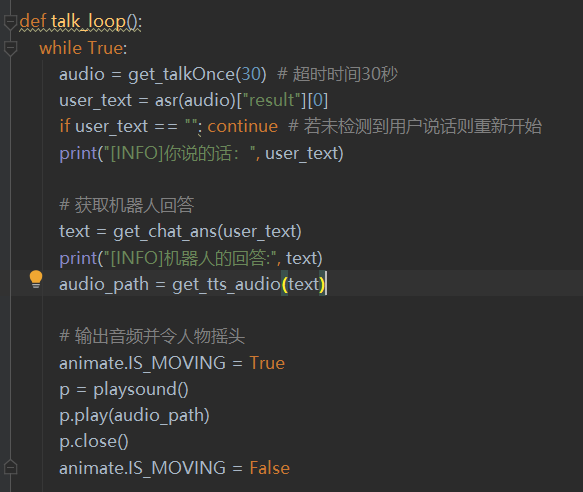 def talk_loop():
    while True:
        audio = get_talkOnce(30)  # 超时时间30秒
        user_text = asr(audio)["result"][0]
        if user_text == "": continue  # 若未检测到用户说话则重新开始
        print("[INFO]你说的话：", user_text)

        # 获取机器人回答
        text = get_chat_ans(user_text)
        print("[INFO]机器人的回答:", text)
        audio_path = get_tts_audio(text)

        # 输出音频并令人物摇头
        animate.IS_MOVING = True
        p = playsound()
        p.play(audio_path)
        p.close()
        animate.IS_MOVING = False